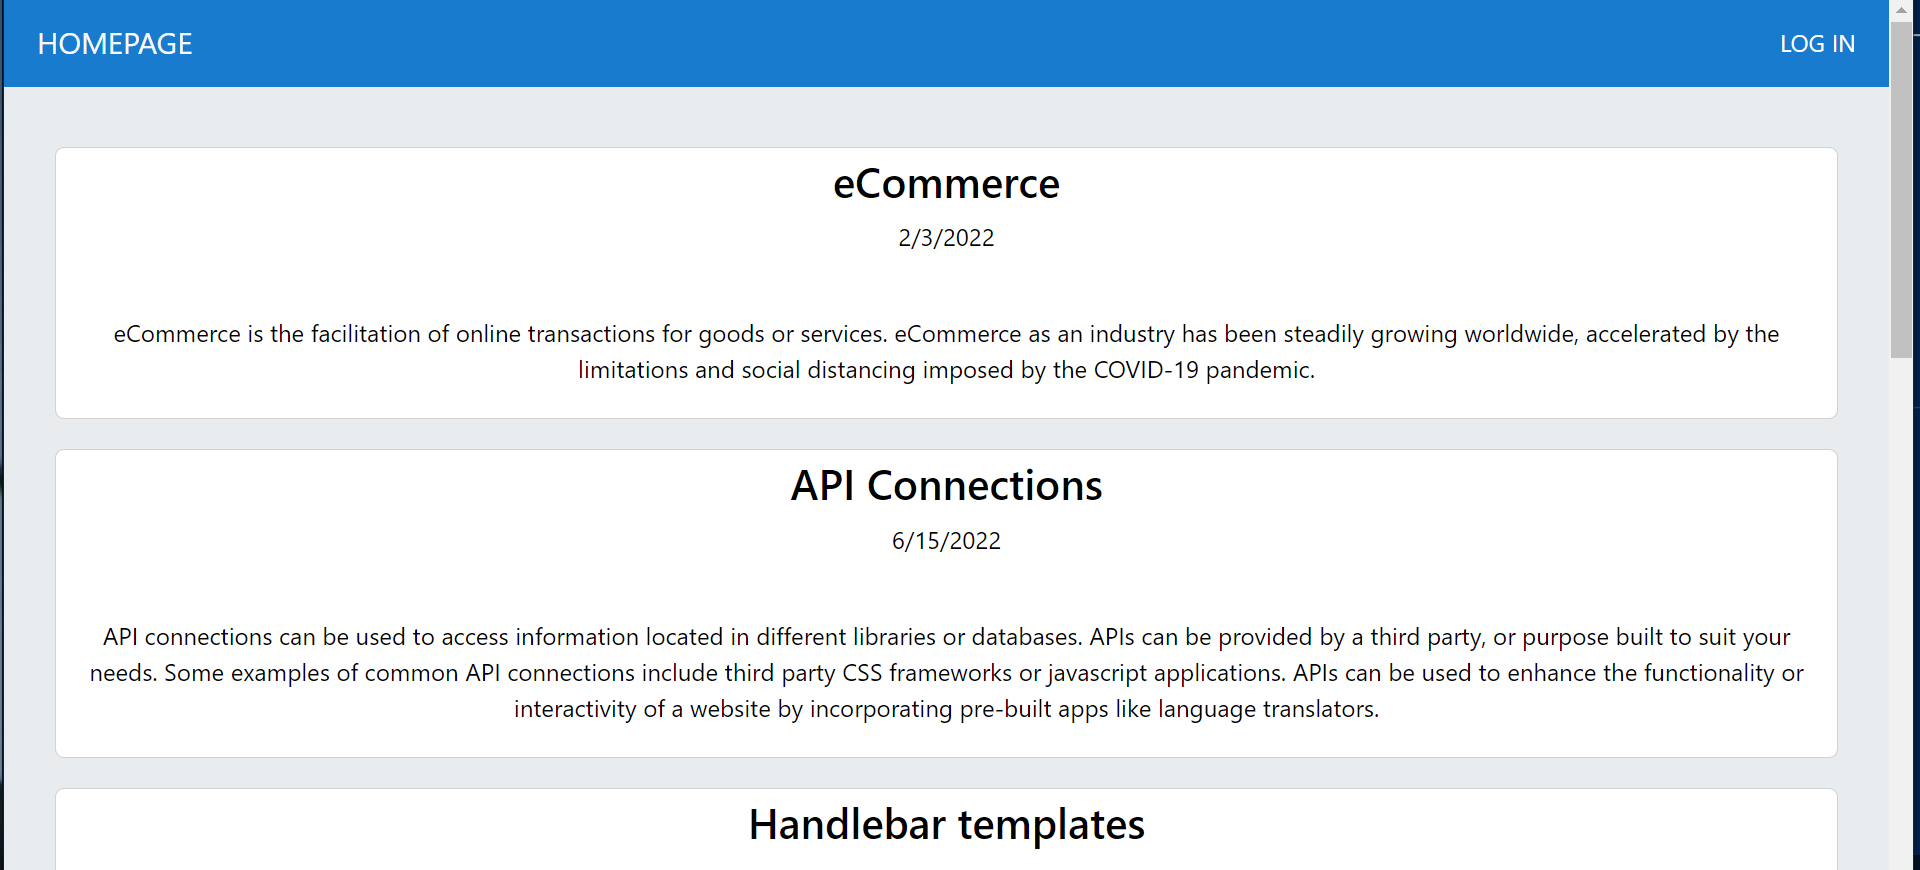 HOMEPAGE
LOG IN
eCommerce
2/3/2022
eCommerce is the facilitation of online transactions for goods or services. eCommerce as an industry has been steadily growing worldwide, accelerated by the
limitations and social distancing imposed by the COVID-19 pandemic.
API Connections
6/15/2022
API connections can be used to access information located in different libraries or databases. APIs can be provided by a third party, or purpose built to suit your
needs. Some examples of common API connections include third party CSS frameworks or javascript applications. APIs can be used to enhance the functionality or
interactivity of a website by incorporating pre-built apps like language translators.
Handlebar templates